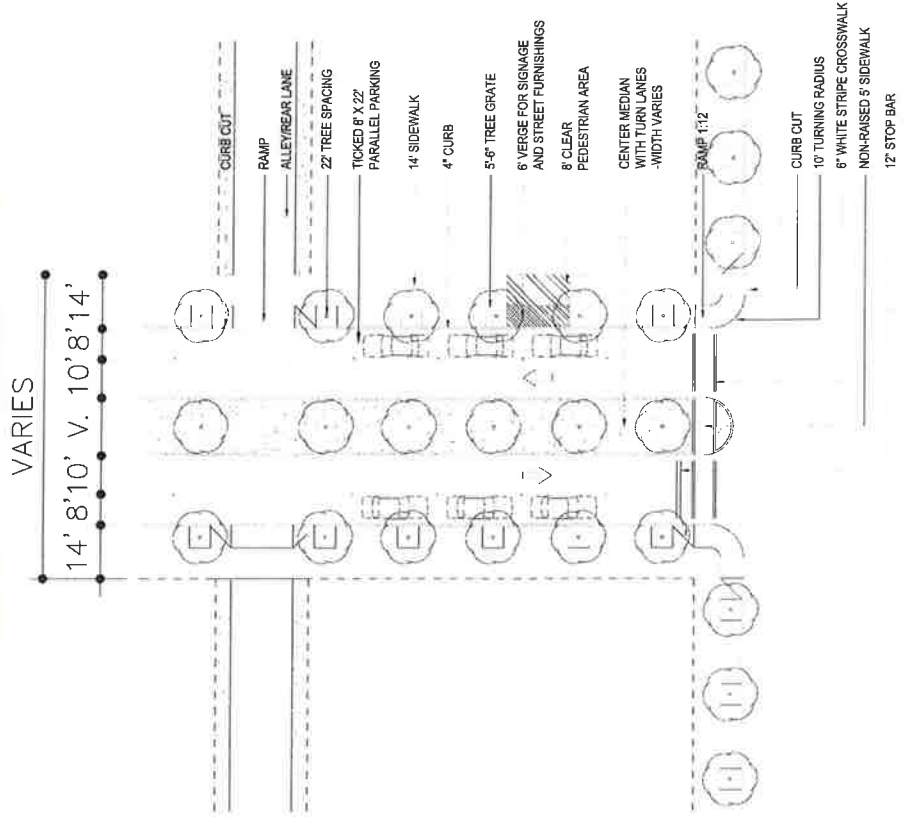 VARIES
14' 8'10' V. 10'8'14'
CURB CUT
RAMP
ALLEY/REAR LANE
22' TREE SPACING
TICKED 8' X 22'
PARALLEL PARKING
14' SIDEWALK
4" CURB
5'-6' TREE GRATE
6' VERGE FOR SIGNAGE
AND STREET FURNISHINGS
8' CLEAR
PEDESTRIAN AREA
CENTER MEDIAN
WITH TURN LANES
-WIDTH VARIES
RAMP 1:12
CURB CUT
10' TURNING RADIUS
6" WHITE STRIPE CROSSWALK
NON-RAISED 5' SIDEWALK
12" STOP BAR